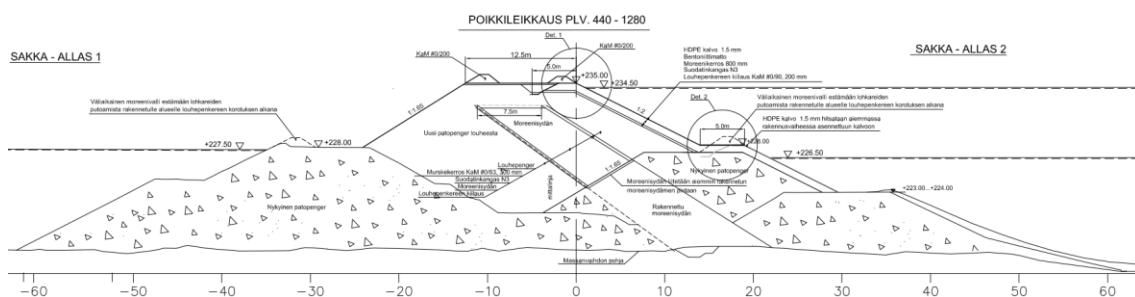 POIKKILEIKKAUS PLV. 440 - 1280
SAKKA - ALLAS 1
SAKKA - ALLAS 2
Det. 1
KaM #0/200
KaM #0/200
12.5m
5.0m
+235.00
+234.50
HDPE kalvo 1.5 mm
Bentoniittimatto
Moreenikerros 800 mm
Suodatinkangas N3
Louhepenkereen kiilaus KaM #0/90, 200 mm
Väliaikainen moreenivalli estämään lohkareiden
putoamista rakennetulle alueelle louhepenkereen korotuksen aikana
Det. 2
Väliaikainen moreenivalli estämään lohkareiden
putoamista rakennetulle alueelle louhepenkereen korotuksen aikana
1:1.65
1:2
7.5m
Moreenisydän
5.0m
HDPE kalvo 1.5 mm hitsataan aiemmassa
rakennusvaiheessa asennettuun kalvoon
Uusi patopenger louheesta
+227.50
+228.00
+228.00
+226.50
1:1.65
Louhepenger
Murskekerros KaM #0/63, 300 mm
Suodatinkangas N3
Moreenisydän
Louhepenkereen kiilaus
mittalinja
Nykyinen patopenger
Moreenisydän liitetään aiemmin rakennetun
moreenisydämen pintaan
+223.00...+224.00
Nykyinen patopenger
Rakennettu
moreenisydän
Nykyinen patopenger
Massanvaihdon pohja
-60 -50 -40 -30 -20 -10 0 10 20 30 40 50 60